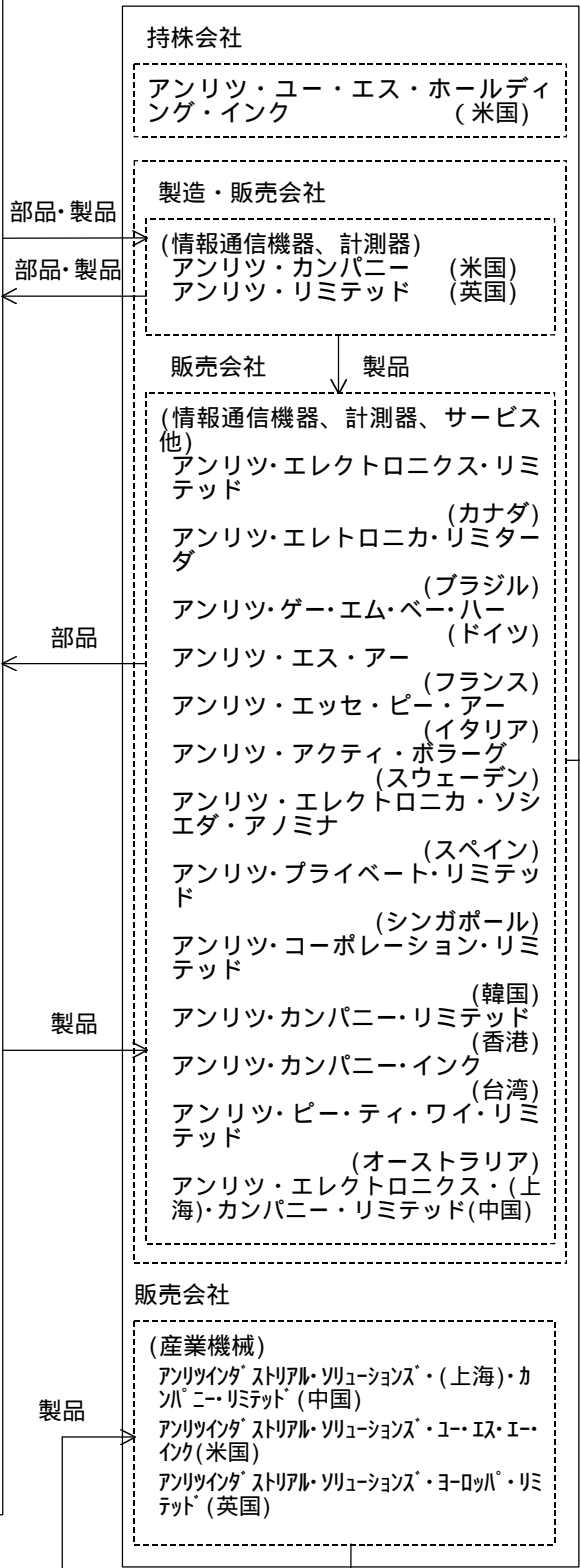 持株会社
アンリツ・ユー・エス・ホールディ
ング・インク (米国)
製造・販売会社
部品・製品
(情報通信機器、計測器)
アンリツ・カンパニー (米国)
部品・製品
アンリツ・リミテッド (英国)
販売会社
製品
(情報通信機器、計測器、サービス
他)
アンリツ・エレクトロニクス・リミ
テッド
(カナダ)
アンリツ・エレトロニカ・リミター
ダ
(ブラジル)
アンリツ・ゲー・エム・ベー・ハー
(ドイツ)
部品
アンリツ・エス・アー
(フランス)
アンリツ・エッセ・ピー・アー
(イタリア)
アンリツ・アクティ・ボラーグ
(スウェーデン)
アンリツ・エレクトロニカ・ソシ
エダ・アノミナ
(スペイン)
アンリツ・プライベート・リミテッ
ド
(シンガポール)
アンリツ・コーポレーション・リミ
テッド
(韓国)
製品
アンリツ・カンパニー・リミテッド
(香港)
アンリツ・カンパニー・インク
(台湾)
アンリツ・ピー・ティ・ワイ・リミ
テッド
(オーストラリア)
アンリツ・エレクトロニクス・(上
海)・カンパニー・リミテッド(中国)
販売会社
(産業機械)
ｱﾝﾘﾂｲﾝﾀﾞｽﾄﾘｱﾙ・ｿﾘｭｰｼｮﾝｽﾞ・(上海)・ｶ
ﾝﾊﾟﾆｰ・ﾘﾐﾃｯﾄﾞ(中国)
製品
ｱﾝﾘﾂｲﾝﾀﾞｽﾄﾘｱﾙ・ｿﾘｭｰｼｮﾝｽﾞ・ﾕｰ・ｴｽ・ｴｰ・
ｲﾝｸ(米国)
ｱﾝﾘﾂｲﾝﾀﾞｽﾄﾘｱﾙ・ｿﾘｭｰｼｮﾝｽﾞ・ﾖｰﾛｯﾊﾟ・ﾘﾐ
ﾃｯﾄﾞ(英国)